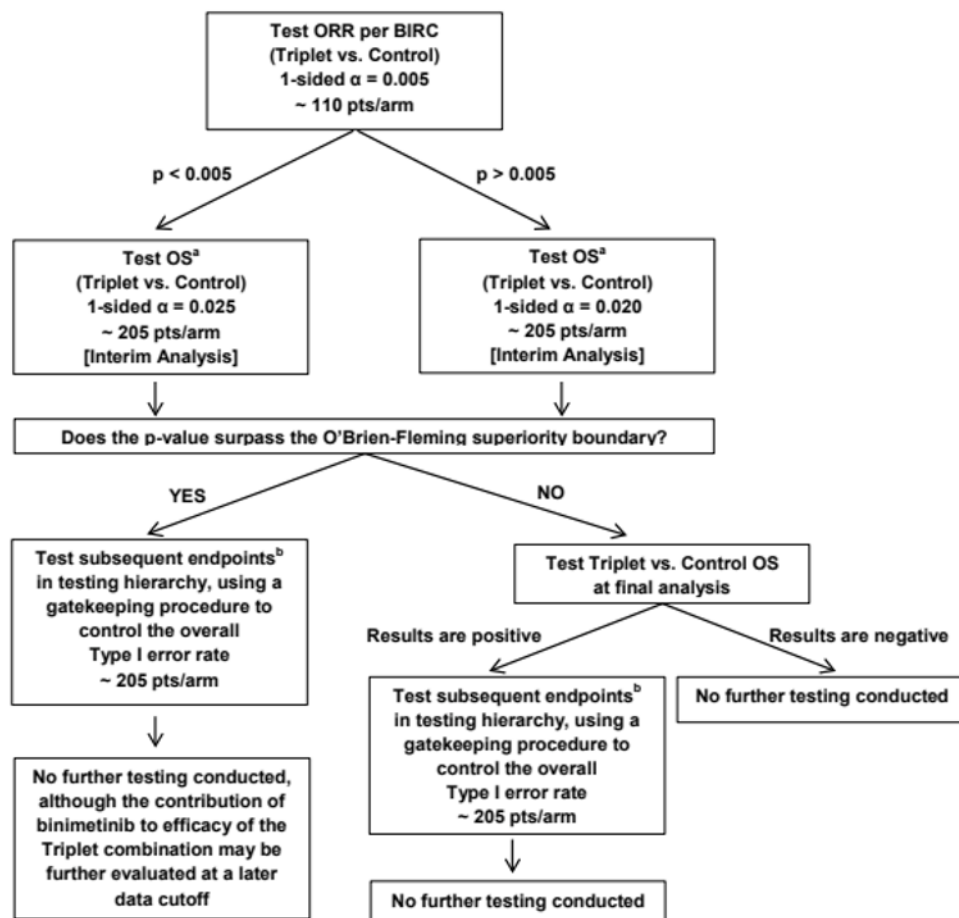 Test ORR per BIRC
(Triplet vs. Control)
1-sided α = 0.005
~ 110 pts/arm
p < 0.005
p > 0.005
Test OSᵃ
(Triplet vs. Control)
1-sided α = 0.025
~ 205 pts/arm
[Interim Analysis]
Test OSᵃ
(Triplet vs. Control)
1-sided α = 0.020
~ 205 pts/arm
[Interim Analysis]
Does the p-value surpass the O'Brien-Fleming superiority boundary?
YES
NO
Test subsequent endpointsᵇ
in testing hierarchy, using a
gatekeeping procedure to
control the overall
Type I error rate
~ 205 pts/arm
Test Triplet vs. Control OS
at final analysis
Results are positive
Results are negative
Test subsequent endpointsᵇ
in testing hierarchy, using a
gatekeeping procedure to
control the overall
Type I error rate
~ 205 pts/arm
No further testing conducted
No further testing conducted,
although the contribution of
binimetinib to efficacy of the
Triplet combination may be
further evaluated at a later
data cutoff
No further testing conducted